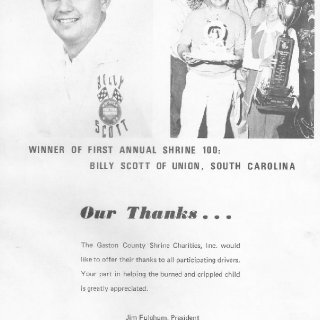 BILLY
SCOTT
WINNER OF FIRST ANNUAL SHRINE 100:
BILLY SCOTT OF UNION, SOUTH CAROLINA
Our Thanks...
The Gaston County Shrine Charities, Inc. would
like to offer their thanks to all participating drivers.
Your part in helping the burned and crippled child
is greatly appreciated.
Jim Fulghum, President